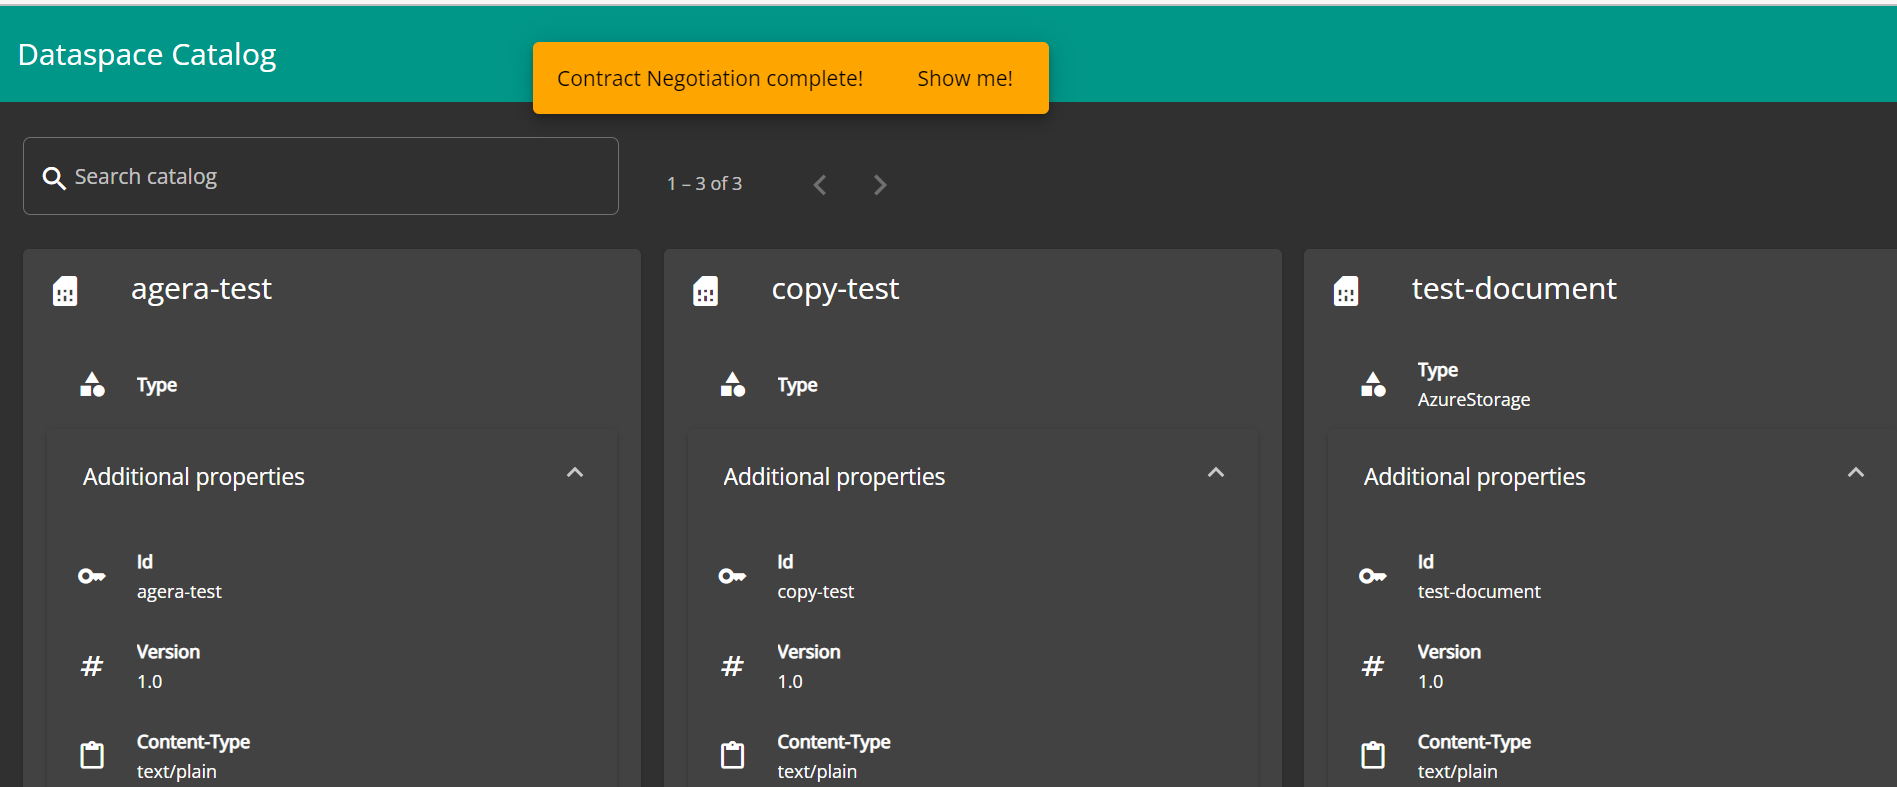 Dataspace Catalog
Contract Negotiation complete! Show me!
Search catalog
1 – 3 of 3
agera-test
Type
Additional properties
Id
agera-test
Version
1.0
Content-Type
text/plain
copy-test
Type
Additional properties
Id
copy-test
Version
1.0
Content-Type
text/plain
test-document
Type
AzureStorage
Additional properties
Id
test-document
Version
1.0
Content-Type
text/plain